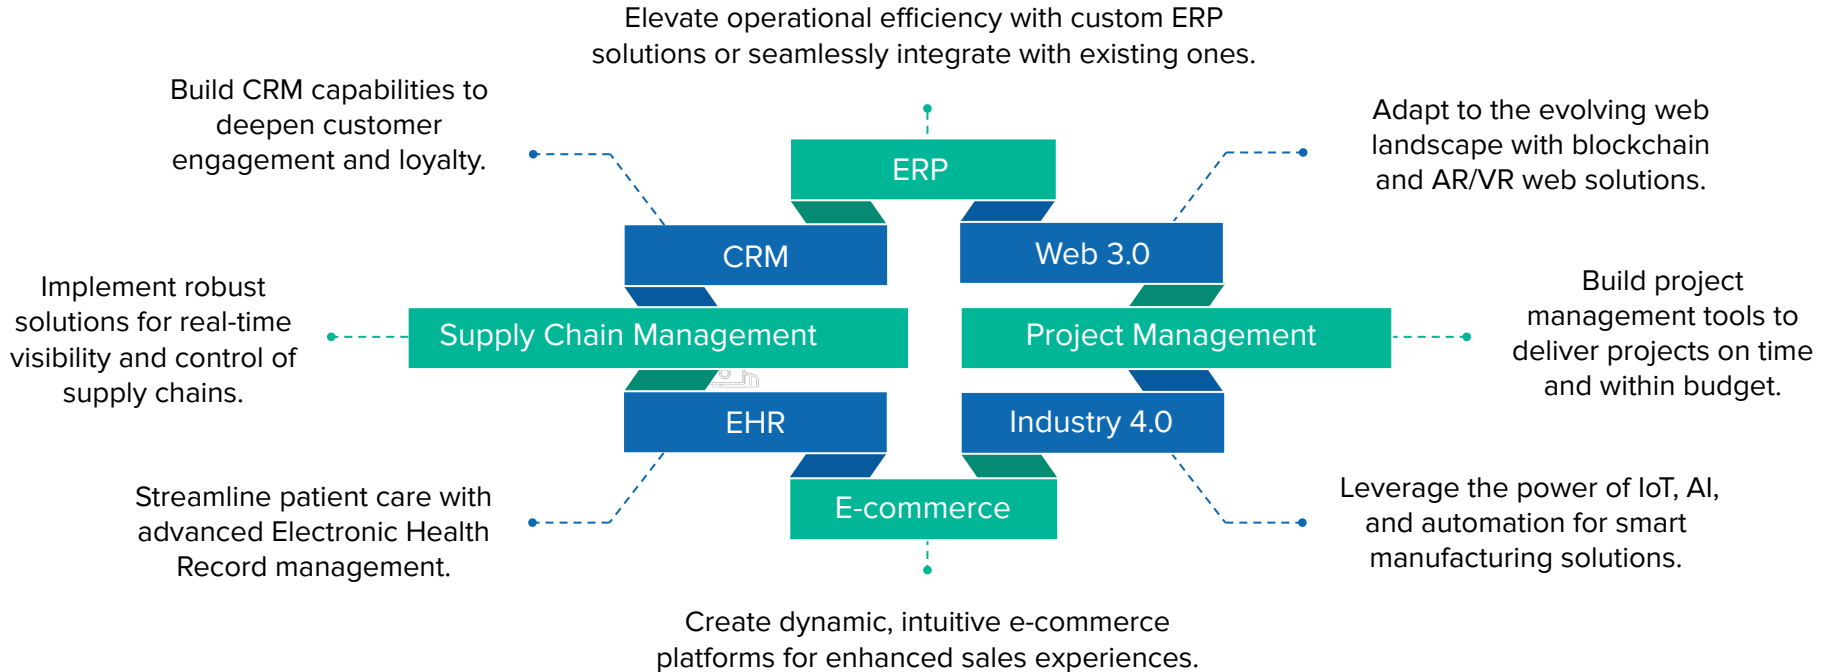 Elevate operational efficiency with custom ERP
solutions or seamlessly integrate with existing ones.
Build CRM capabilities to
deepen customer
engagement and loyalty.
Adapt to the evolving web
landscape with blockchain
and AR/VR web solutions.
ERP
CRM
Web 3.0
Implement robust
solutions for real-time
visibility and control of
supply chains.
Supply Chain Management
Project Management
Build project
management tools to
deliver projects on time
and within budget.
EHR
Industry 4.0
Streamline patient care with
advanced Electronic Health
Record management.
E-commerce
Leverage the power of IoT, AI,
and automation for smart
manufacturing solutions.
Create dynamic, intuitive e-commerce
platforms for enhanced sales experiences.